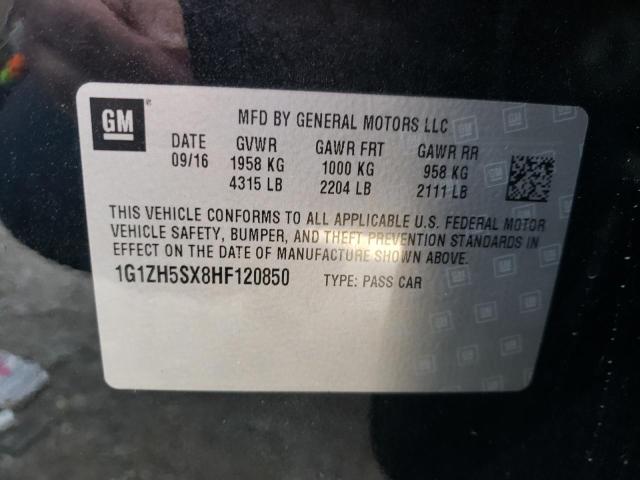 GM
MFD BY GENERAL MOTORS LLC
DATE GVWR GAWR FRT GAWR RR
09/16 1958 KG 1000 KG 958 KG
4315 LB 2204 LB 2111 LB
THIS VEHICLE CONFORMS TO ALL APPLICABLE U.S. FEDERAL MOTOR
VEHICLE SAFETY, BUMPER, AND THEFT PREVENTION STANDARDS IN
EFFECT ON THE DATE OF MANUFACTURE SHOWN ABOVE.
1G1ZH5SX8HF120850 TYPE: PASS CAR